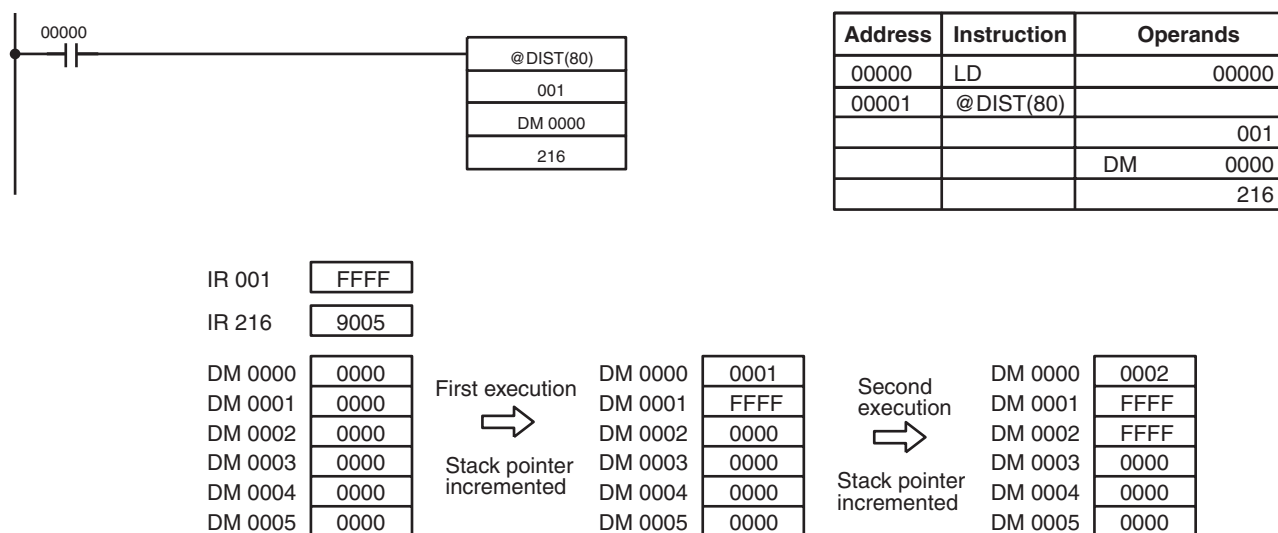 00000
@DIST(80)
001
DM 0000
216
Address Instruction Operands
00000 LD 00000
00001 @DIST(80)
001
DM 0000
216
IR 001 FFFF
IR 216 9005
DM 0000 0000
DM 0001 0000
DM 0002 0000
DM 0003 0000
DM 0004 0000
DM 0005 0000
First execution
Stack pointer
incremented
DM 0000 0001
DM 0001 FFFF
DM 0002 0000
DM 0003 0000
DM 0004 0000
DM 0005 0000
Second
execution
Stack pointer
incremented
DM 0000 0002
DM 0001 FFFF
DM 0002 FFFF
DM 0003 0000
DM 0004 0000
DM 0005 0000